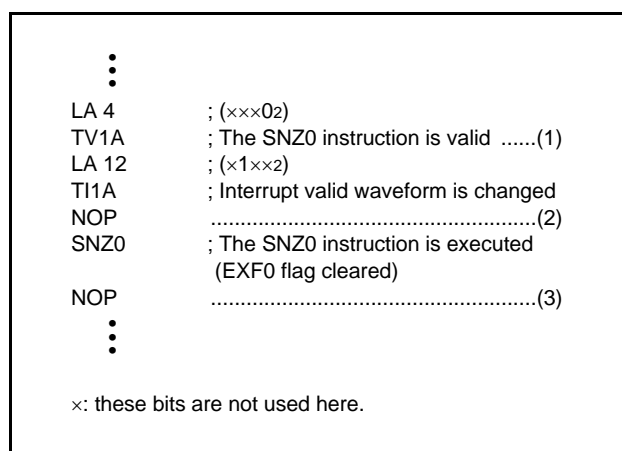 LA 4 ; (×××0₂)
TV1A ; The SNZ0 instruction is valid ......(1)
LA 12 ; (×1××₂)
TI1A ; Interrupt valid waveform is changed
NOP ......................................................(2)
SNZ0 ; The SNZ0 instruction is executed
(EXF0 flag cleared)
NOP ......................................................(3)
×: these bits are not used here.